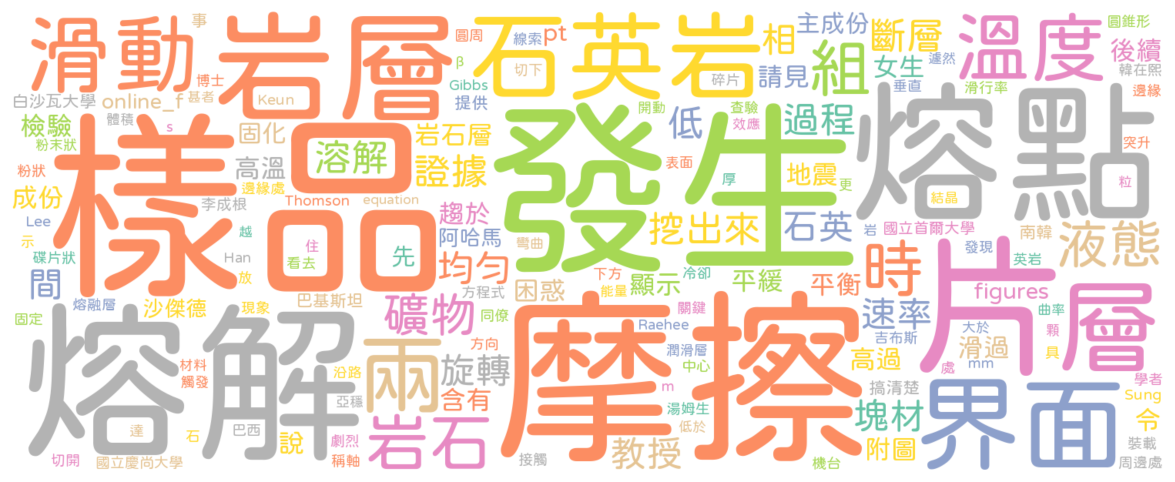 滑動
岩層
石英岩
溫度
樣品
發生
熔點
熔解
摩擦
片層
界面
岩石
兩
時
組
相
pt
主成份
斷層
女生
後續
圓錐形
韓在熙
邊緣
事
博士
甚者
圓周
線索
切下
β
Gibbs
提供
碎片
請見
濺然
垂直
滑行率
白沙瓦大學
online_f
Keun
體積
s
檢驗
粉末狀
固化
岩石層
溶解
開動
查驗
效應
低
過程
突升
粉狀
高溫
證據
表面
厚
地震
更
結晶
粒
成份
邊緣處
李成根
Thomson
equation
趨於
挖出來
石英
岩
國立首爾大學
南韓
液態
Lee
示
越
住
先
阿哈馬
彎曲
發現
英岩
碟片狀
Han
看去
均勻
下方
冷卻
平緩
間
熔融層
放
沙傑德
現象
巴基斯坦
方程式
困惑
顯示
能量
平衡
figures
固定
礦物
同僚
Raehee
關鍵
速率
吉布斯
大於
曲率
顆
具
方向
潤滑層
中心
高過
滑過
mm
處
材料
觸發
沿路
亞穩
旋轉
含有
m
湯姆生
低於
搞清楚
塊材
學者
Sung
令
達
石
巴西
說
劇烈
稱軸
教授
附圖
裝載
切開
國立慶尚大學
接觸
機台
周邊處